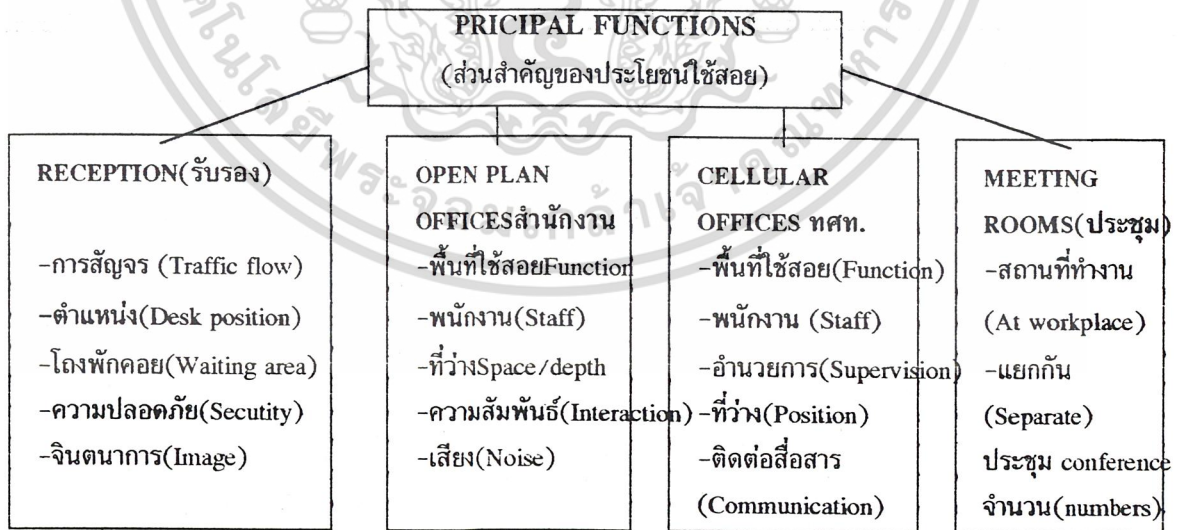 PRICIPAL FUNCTIONS
(ส่วนสำคัญของประโยชน์ใช้สอย)
RECEPTION(รับรอง)
-การสัญจร (Traffic flow)
-ตำแหน่ง(Desk position)
-โถงพักคอย(Waiting area)
-ความปลอดภัย(Secutity)
-จินตนาการ(Image)
OPEN PLAN
OFFICESสำนักงาน
-พื้นที่ใช้สอยFunction
-พนักงาน(Staff)
-ที่ว่างSpace/depth
-ความสัมพันธ์(Interaction)
-เสียง(Noise)
CELLULAR
OFFICES ทศท.
-พื้นที่ใช้สอย(Function)
-พนักงาน (Staff)
-อำนวยการ(Supervision)
-ที่ว่าง(Position)
-ติดต่อสื่อสาร
(Communication)
MEETING
ROOMS(ประชุม)
-สถานที่ทำงาน
(At workplace)
-แยกกัน
(Separate)
ประชุม conference
จำนวน(numbers)